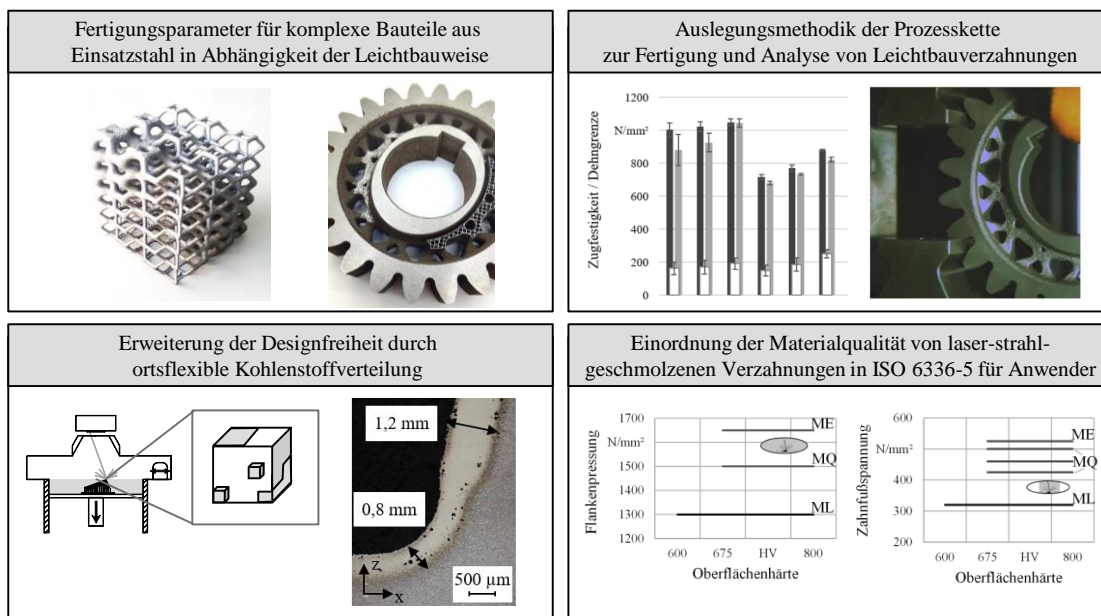 Fertigungsparameter für komplexe Bauteile aus
Einsatzstahl in Abhängigkeit der Leichtbauweise
Auslegungsmethodik der Prozesskette
zur Fertigung und Analyse von Leichtbauverzahnungen
Zugfestigkeit / Dehngrenze
1200
N/mm²
800
600
400
200
0
Erweiterung der Designfreiheit durch
ortsflexible Kohlenstoffverteilung
1,2 mm
0,8 mm
z
x
500 µm
Einordnung der Materialqualität von laser-strahl-
geschmolzenen Verzahnungen in ISO 6336-5 für Anwender
Flankenpressung
1700
N/mm²
1500
1400
1300
1200
ME
MQ
ML
600 675 HV 800
Oberflächenhärte
Zahnfußspannung
600
N/mm²
400
300
200
ME
MQ
ML
600 675 HV 800
Oberflächenhärte